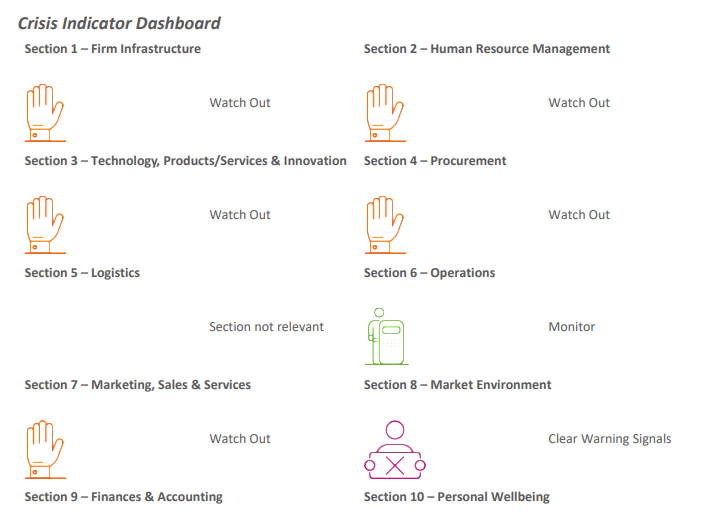 Crisis Indicator Dashboard
Section 1 – Firm Infrastructure
Section 2 – Human Resource Management
Watch Out
Watch Out
Section 3 – Technology, Products/Services & Innovation
Section 4 – Procurement
Watch Out
Watch Out
Section 5 – Logistics
Section 6 – Operations
Section not relevant
Monitor
Section 7 – Marketing, Sales & Services
Section 8 – Market Environment
Watch Out
Clear Warning Signals
Section 9 – Finances & Accounting
Section 10 – Personal Wellbeing